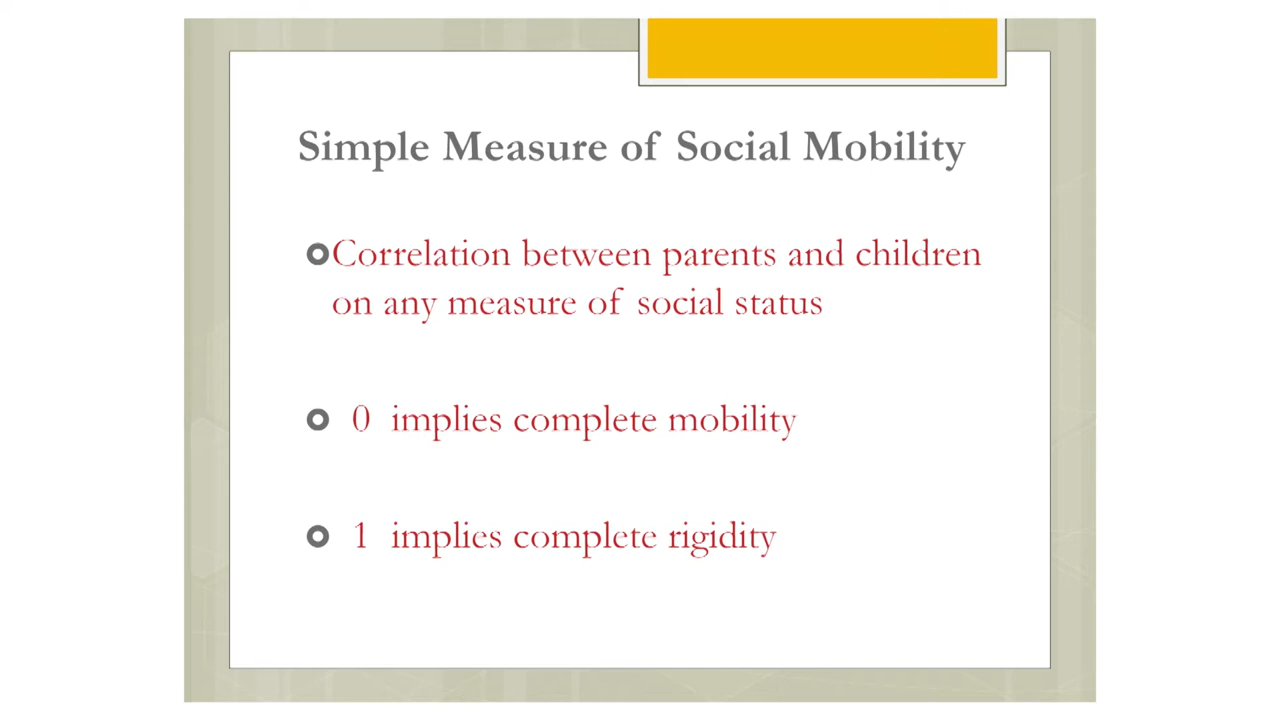 Simple Measure of Social Mobility
Correlation between parents and children
on any measure of social status
0 implies complete mobility
1 implies complete rigidity